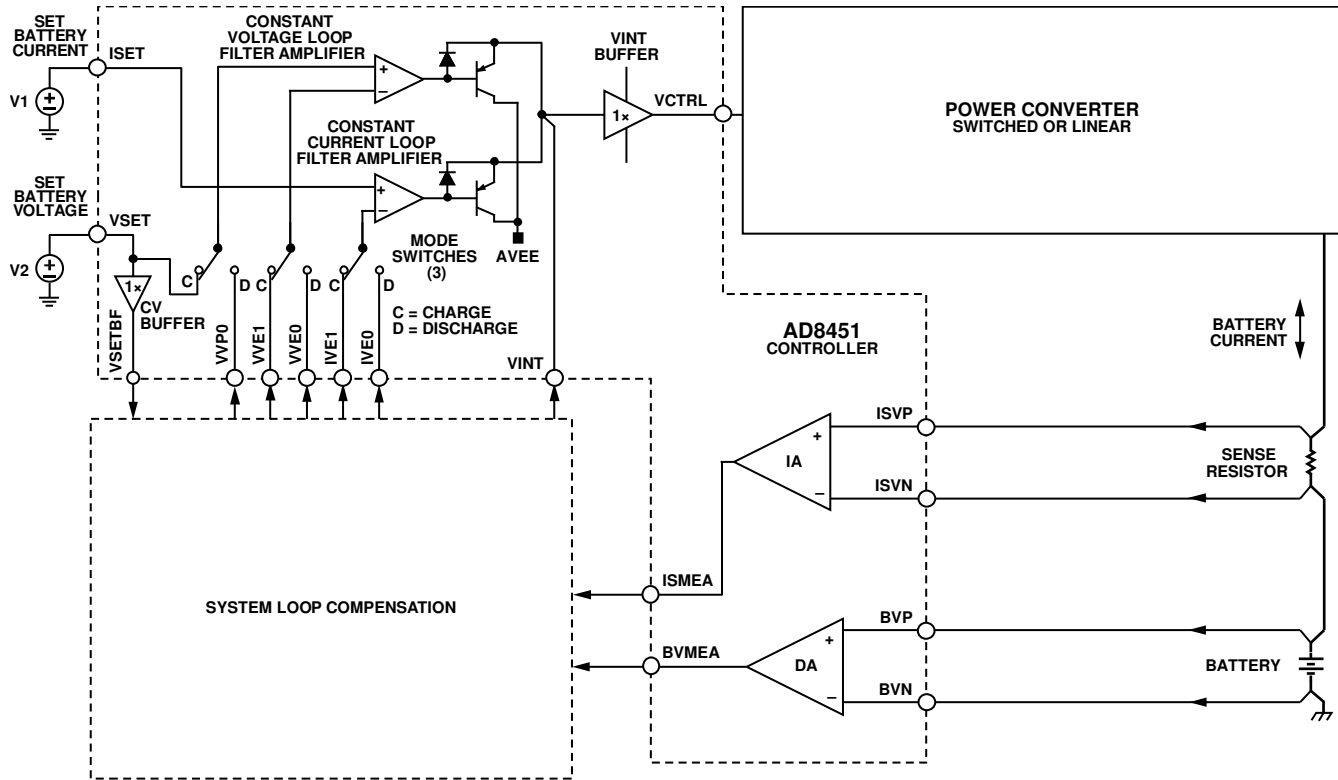 SET
BATTERY
CURRENT
ISET
V1
CONSTANT
VOLTAGE LOOP
FILTER AMPLIFIER
+
−
VINT
BUFFER
1×
VCTRL
POWER CONVERTER
SWITCHED OR LINEAR
CONSTANT
CURRENT LOOP
FILTER AMPLIFIER
+
−
SET
BATTERY
VOLTAGE
VSET
V2
1×
CV
BUFFER
C
D
C
D
C
D
MODE
SWITCHES
(3)
AVEE
C = CHARGE
D = DISCHARGE
VSETBF
VVP0
VVE1
VVE0
IVE1
IVE0
VINT
AD8451
CONTROLLER
BATTERY
CURRENT
ISVP
+
IA
−
ISVN
SENSE
RESISTOR
SYSTEM LOOP COMPENSATION
ISMEA
BVP
+
BVMEA
DA
−
BVN
BATTERY